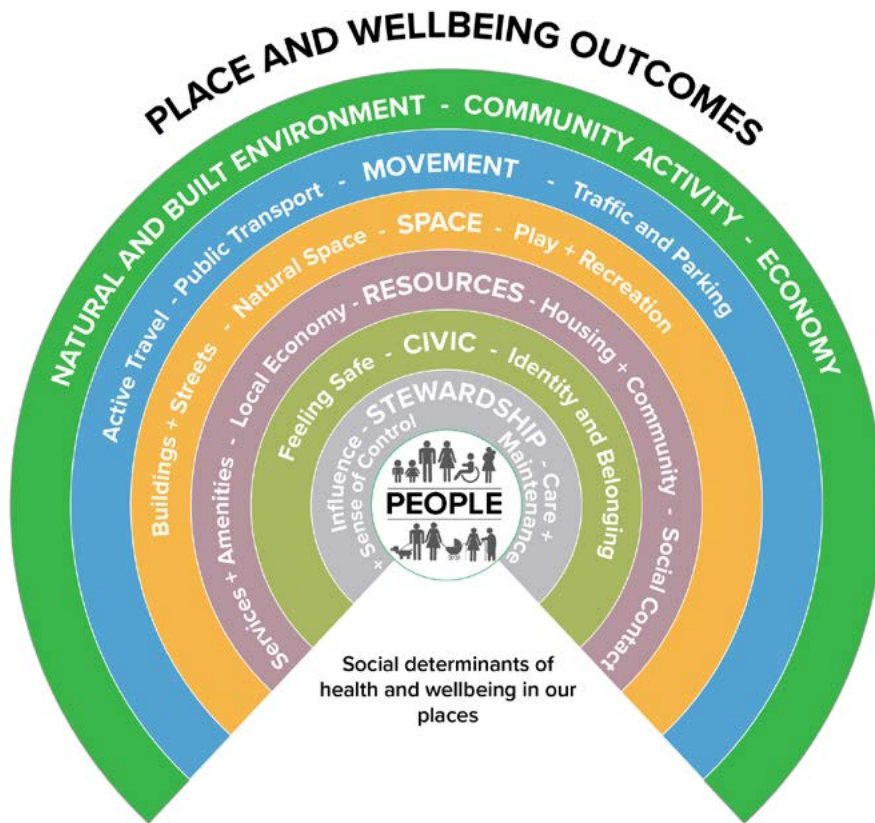 PLACE AND WELLBEING OUTCOMES
NATURAL AND BUILT ENVIRONMENT - COMMUNITY ACTIVITY - ECONOMY
Active Travel - Public Transport - MOVEMENT - Traffic and Parking
Buildings + Streets - Natural Space - SPACE - Play + Recreation
Services + Amenities - Local Economy - RESOURCES - Housing + Community - Social Contact
Feeling Safe - CIVIC - Identity and Belonging
Influence - STEWARDSHIP - Care +
+ Sense of Control
Maintenance
PEOPLE
Social determinants of
health and wellbeing in our
places